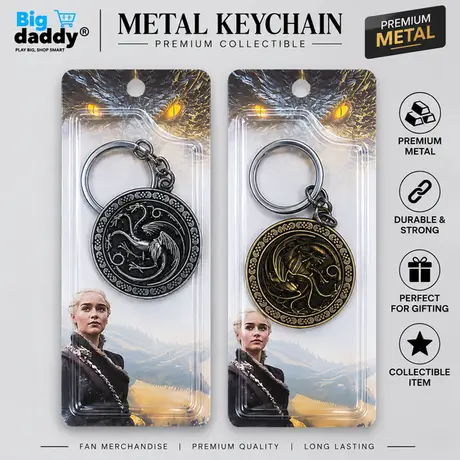 Big
daddy®
PLAY BIG, SHOP SMART
METAL KEYCHAIN
PREMIUM COLLECTIBLE
PREMIUM
METAL
PREMIUM
METAL
DURABLE &
STRONG
PERFECT
FOR GIFTING
COLLECTIBLE
ITEM
FAN MERCHANDISE | PREMIUM QUALITY | LONG LASTING